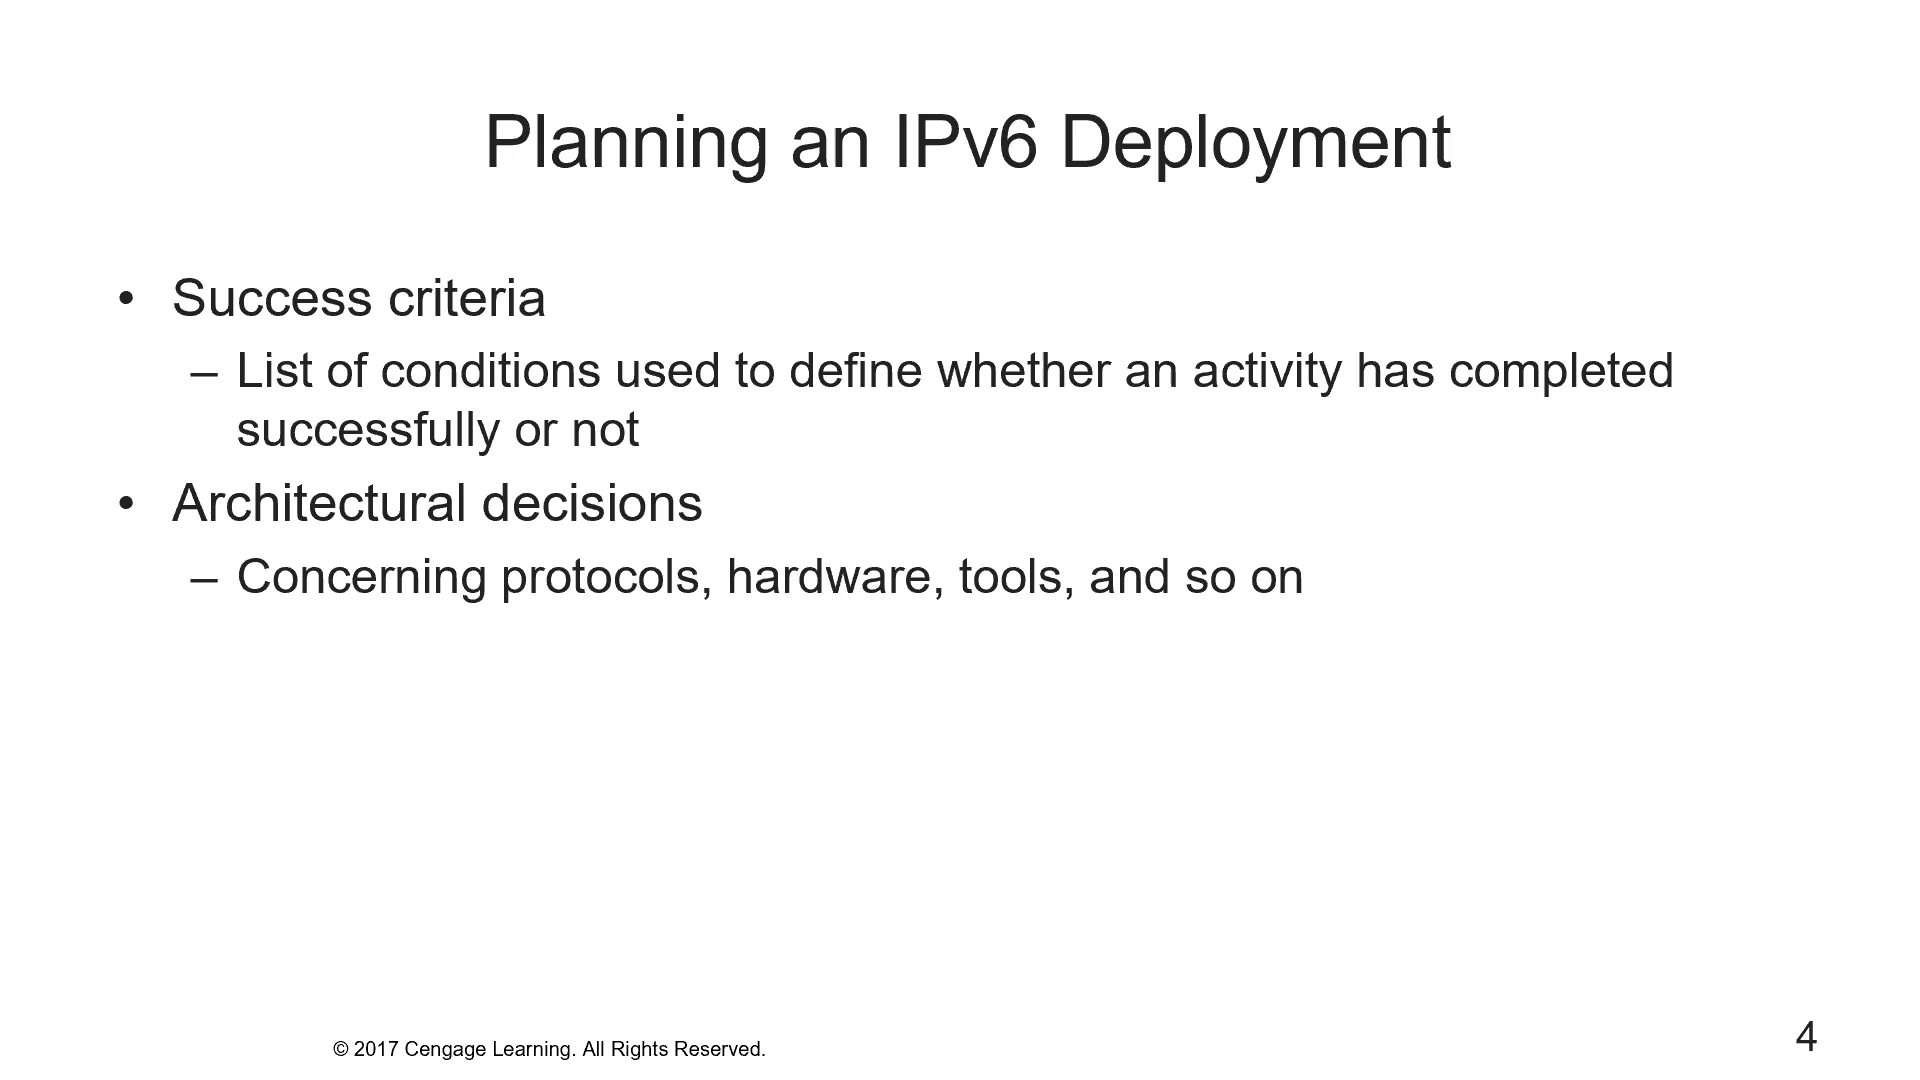 Planning an IPv6 Deployment
• Success criteria
– List of conditions used to define whether an activity has completed
successfully or not
• Architectural decisions
– Concerning protocols, hardware, tools, and so on
© 2017 Cengage Learning. All Rights Reserved.
4